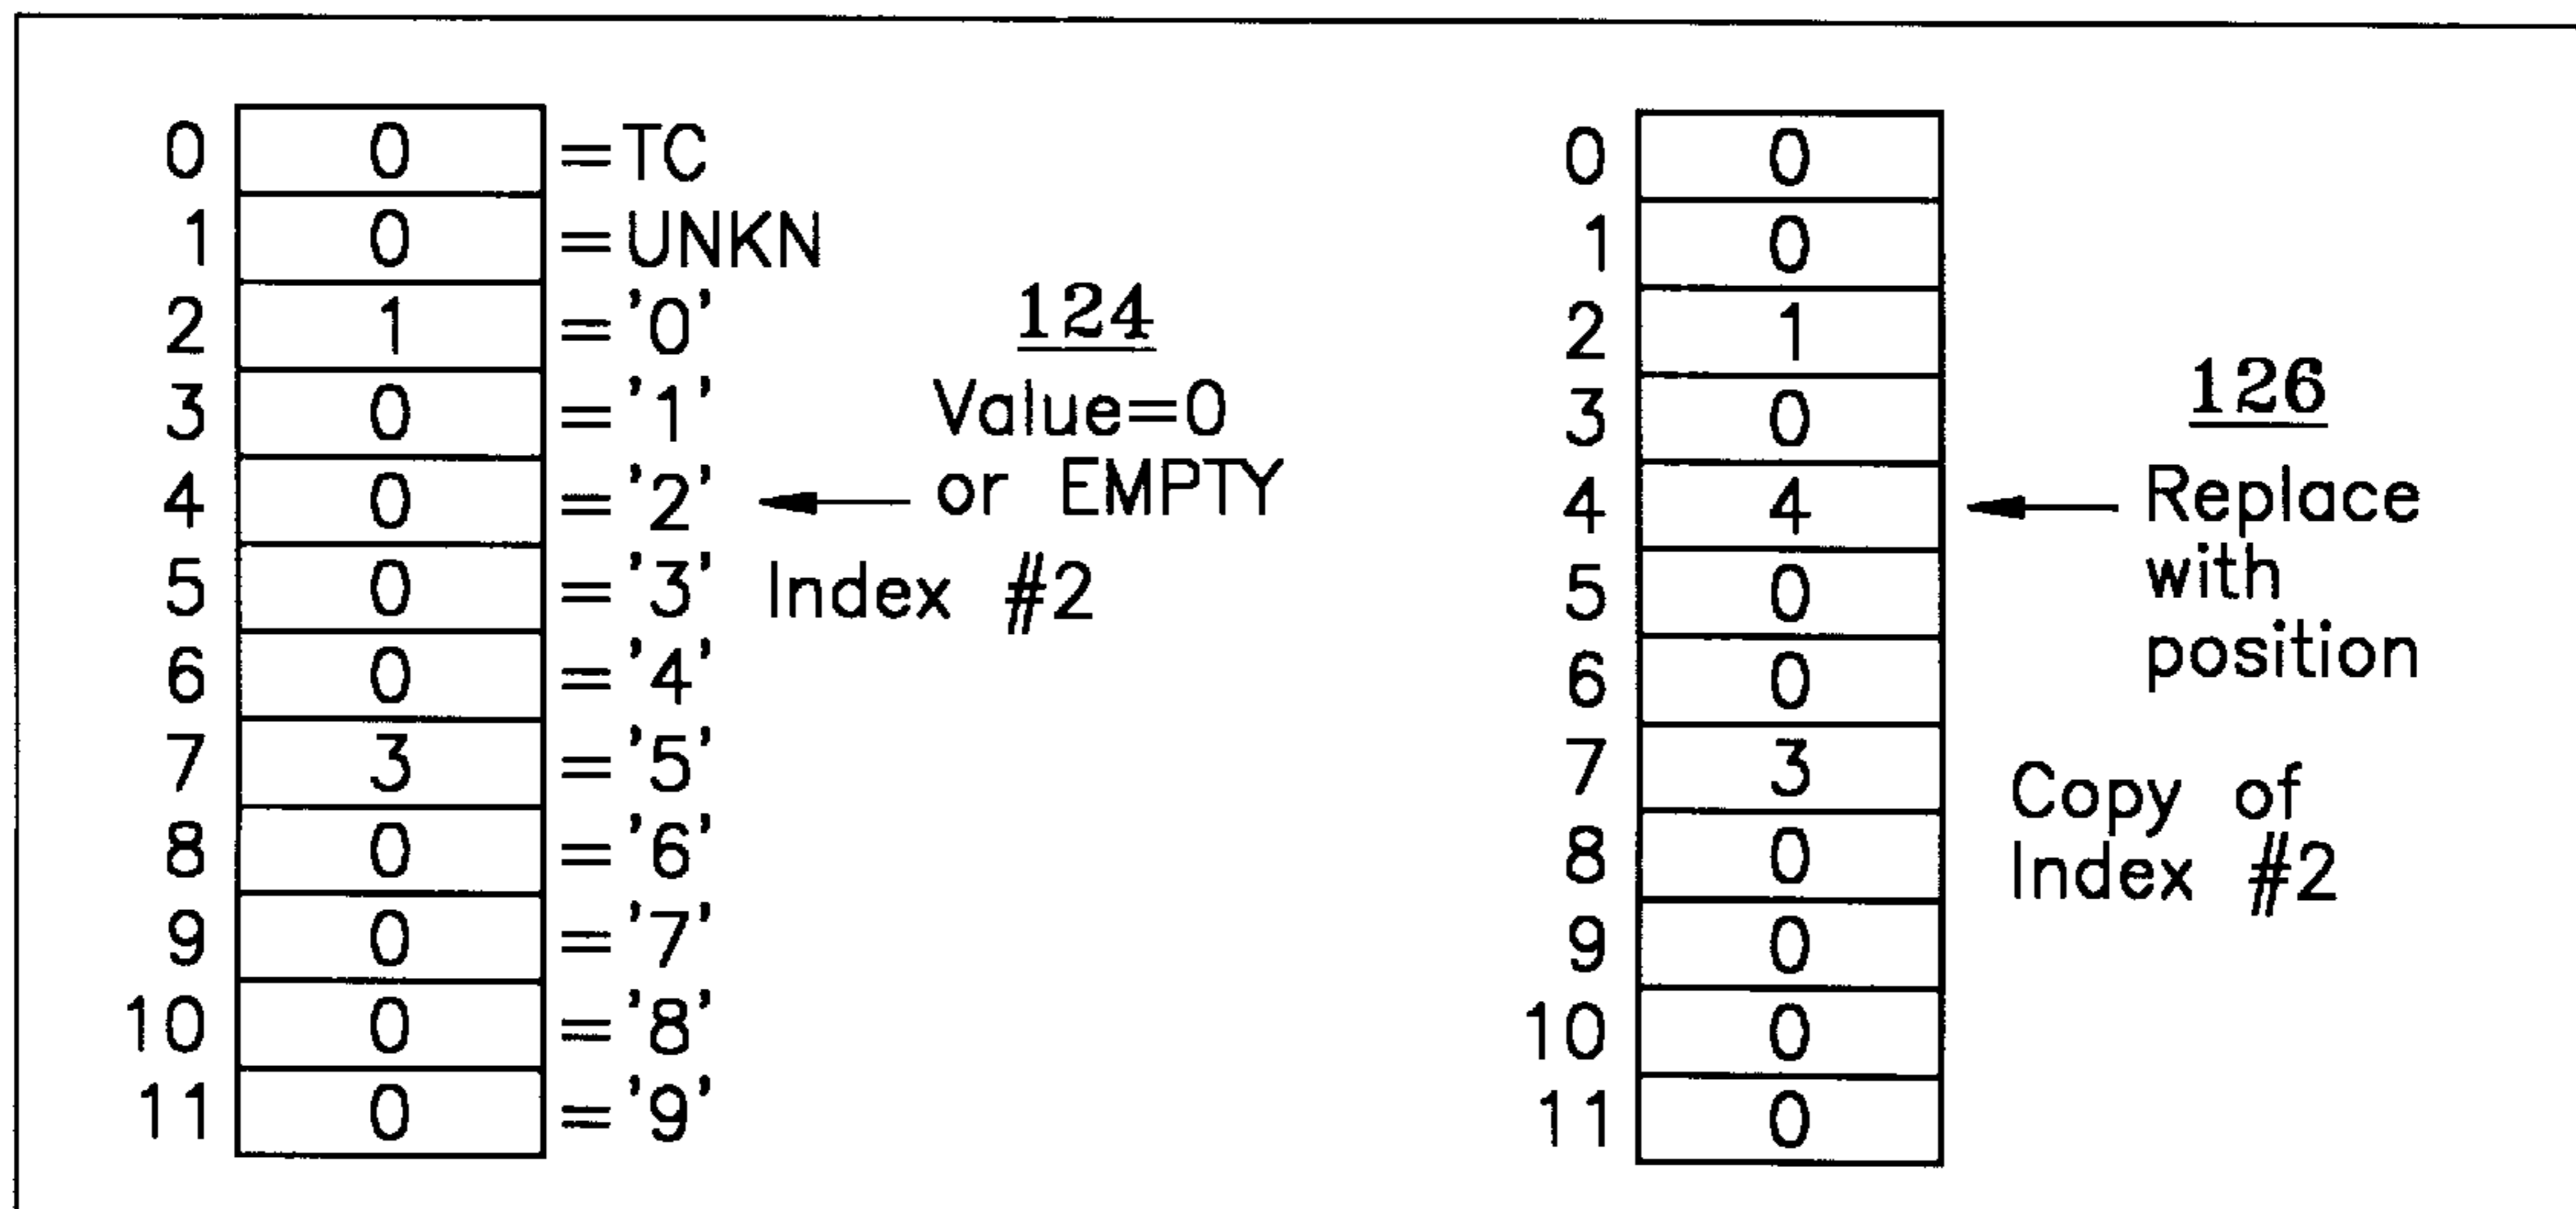 0 0 =TC
1 0 =UNKN
2 1 ='0'
3 0 ='1'
4 0 ='2'
5 0 ='3'
6 0 ='4'
7 3 ='5'
8 0 ='6'
9 0 ='7'
10 0 ='8'
11 0 ='9'
124
Value=0
or EMPTY
Index #2
0 0
1 0
2 1
3 0
4 4
5 0
6 0
7 3
8 0
9 0
10 0
11 0
126
Replace
with
position
Copy of
Index #2